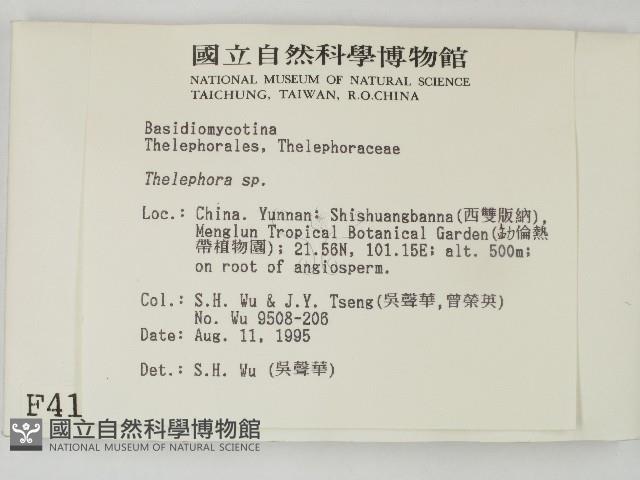 國立自然科學博物館
NATIONAL MUSEUM OF NATURAL SCIENCE
TAICHUNG, TAIWAN, R.O.CHINA
Basidiomycotina
Thelephorales, Thelephoraceae
Thelephora sp.
Loc.: China. Yunnan: Shishuangbanna(西雙版納),
Menglun Tropical Botanical Garden(勐倫熱
帶植物園); 21.56N, 101.15E; alt. 500m;
on root of angiosperm.
Col.: S.H. Wu & J.Y. Tseng(吳聲華,曾榮英)
No. Wu 9508-206
Date: Aug. 11, 1995
Det.: S.H. Wu (吳聲華)
F41
國立自然科學博物館
NATIONAL MUSEUM OF NATURAL SCIENCE